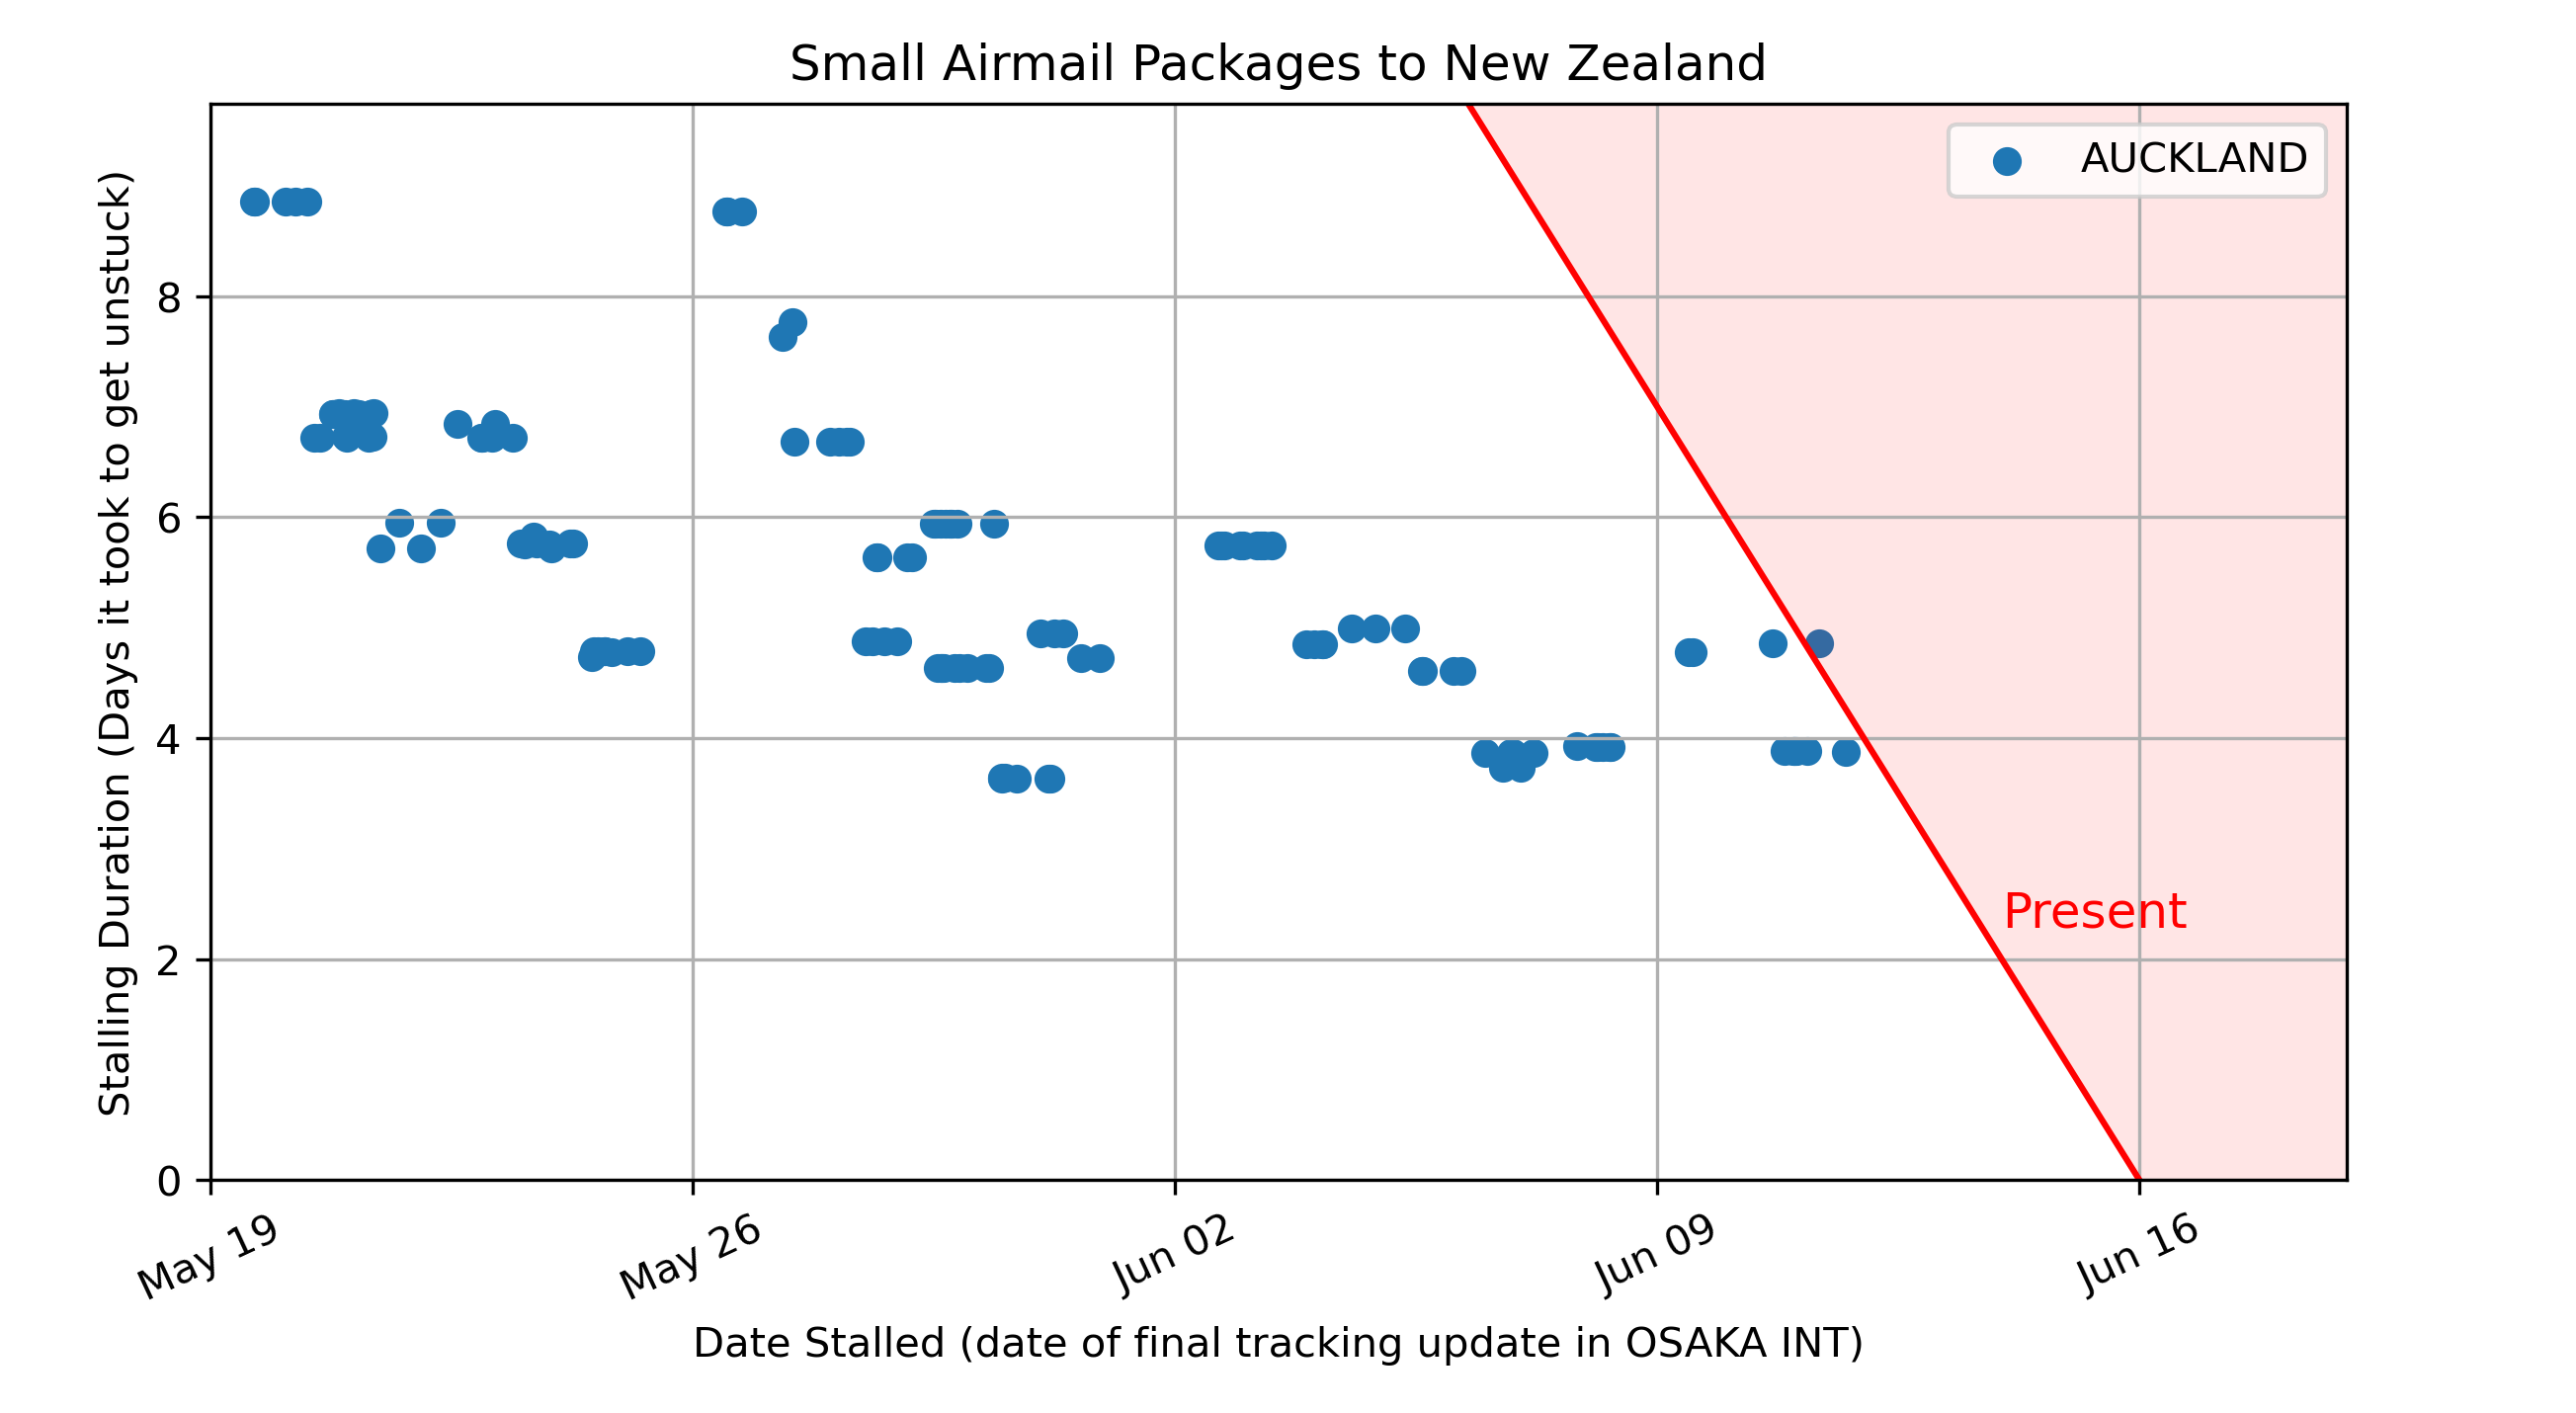 Small Airmail Packages to New Zealand
AUCKLAND
Stalling Duration (Days it took to get unstuck)
8
6
4
2
0
Present
May 19
May 26
Jun 02
Jun 09
Jun 16
Date Stalled (date of final tracking update in OSAKA INT)